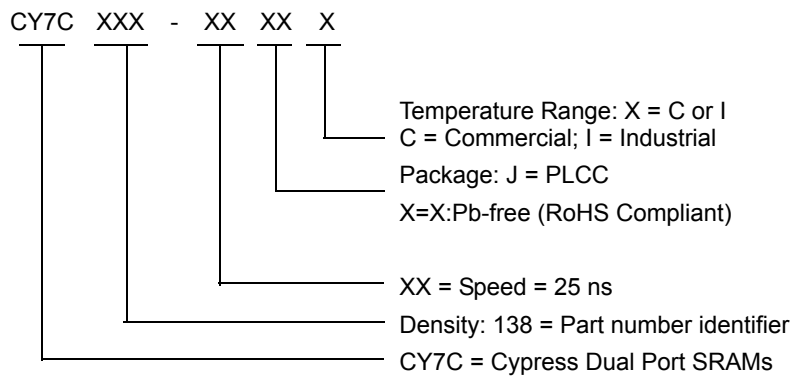 CY7C XXX - XX XX X
Temperature Range: X = C or I
C = Commercial; I = Industrial
Package: J = PLCC
X=X:Pb-free (RoHS Compliant)
XX = Speed = 25 ns
Density: 138 = Part number identifier
CY7C = Cypress Dual Port SRAMs